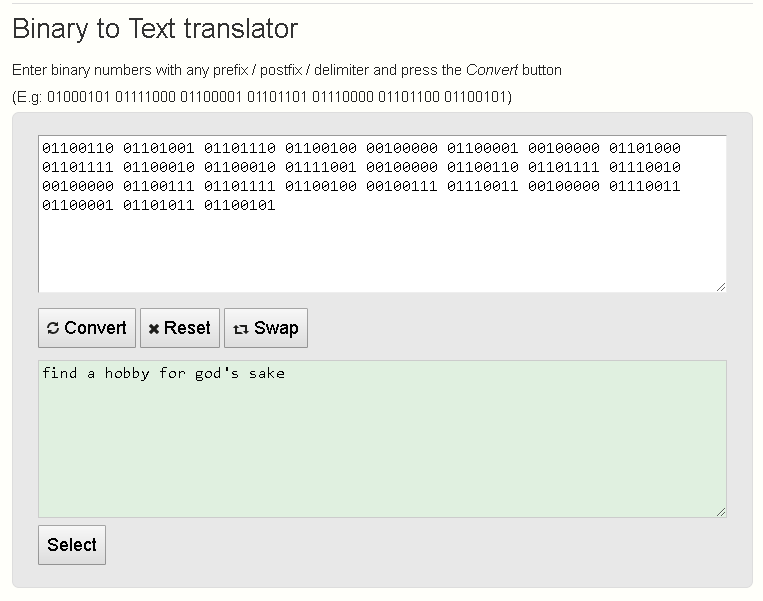 Binary to Text translator
Enter binary numbers with any prefix / postfix / delimiter and press the Convert button
(E.g: 01000101 01111000 01100001 01101101 01110000 01101100 01100101)
01100110 01101001 01101110 01100100 00100000 01100001 00100000 01101000
01101111 01100010 01100010 01111001 00100000 01100110 01101111 01110010
00100000 01100111 01101111 01100100 00100111 01110011 00100000 01110011
01100001 01101011 01100101
Convert Reset Swap
find a hobby for god's sake
Select